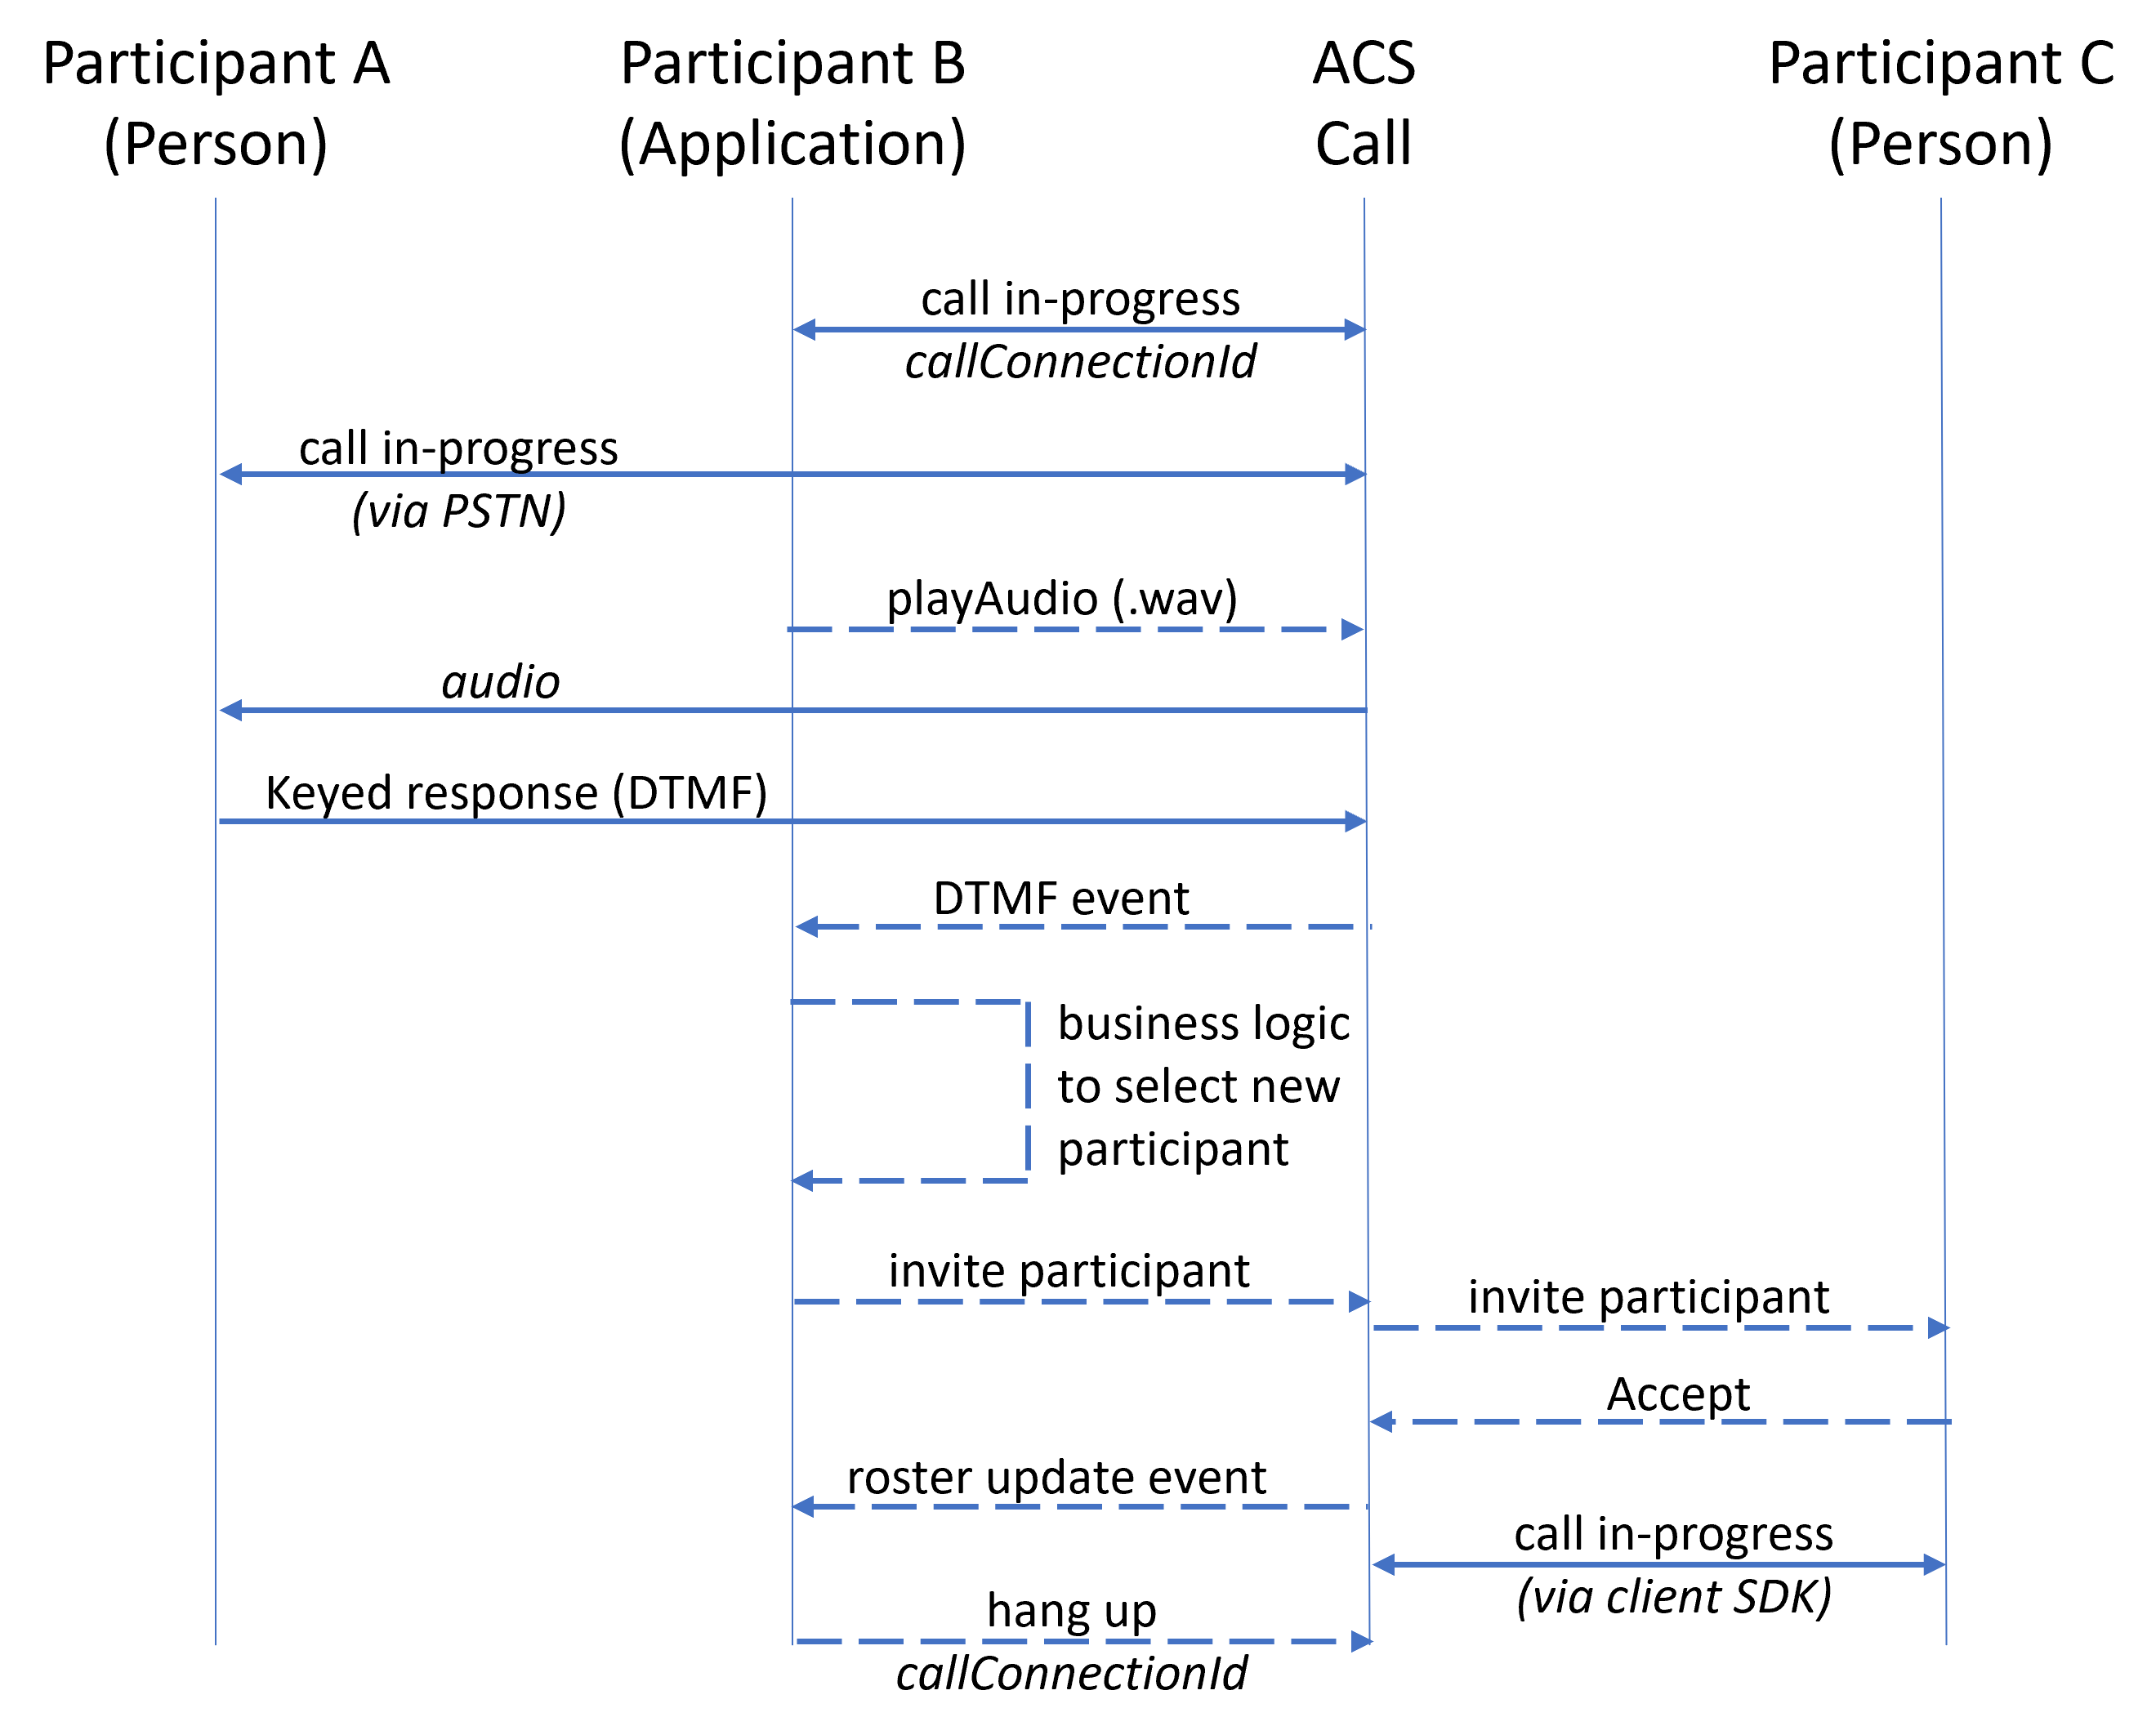 Participant A
(Person)
Participant B
(Application)
ACS
Call
Participant C
(Person)
call in-progress
callConnectionId
call in-progress
(via PSTN)
playAudio (.wav)
audio
Keyed response (DTMF)
DTMF event
business logic
to select new
participant
invite participant
invite participant
Accept
roster update event
call in-progress
(via client SDK)
hang up
callConnectionId